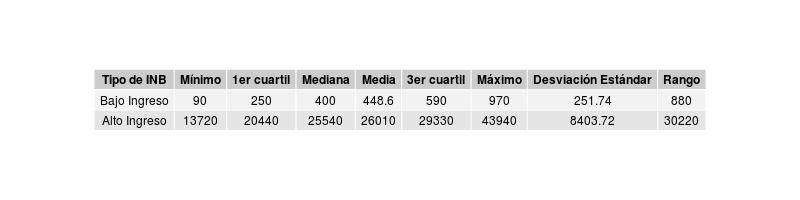 Tipo de INB Mínimo 1er cuartil Mediana Media 3er cuartil Máximo Desviación Estándar Rango
Bajo Ingreso 90 250 400 448.6 590 970 251.74 880
Alto Ingreso 13720 20440 25540 26010 29330 43940 8403.72 30220